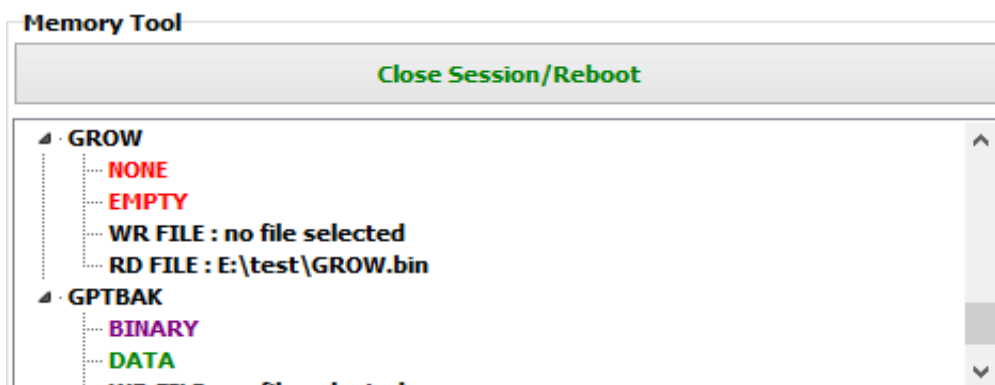 Memory Tool
Close Session/Reboot
GROW
NONE
EMPTY
WR FILE : no file selected
RD FILE : E:\test\GROW.bin
GPTBAK
BINARY
DATA